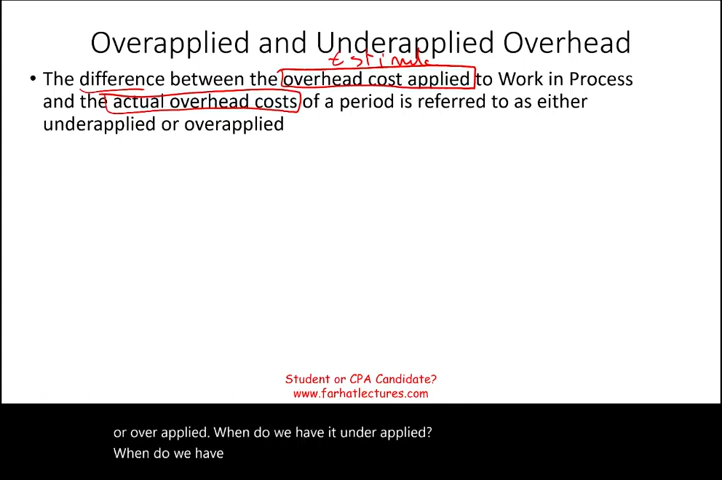 Overapplied and Underapplied Overhead
Estimate
• The difference between the overhead cost applied to Work in Process
and the actual overhead costs of a period is referred to as either
underapplied or overapplied
Student or CPA Candidate?
www.farhatlectures.com
or over applied. When do we have it under applied?
When do we have